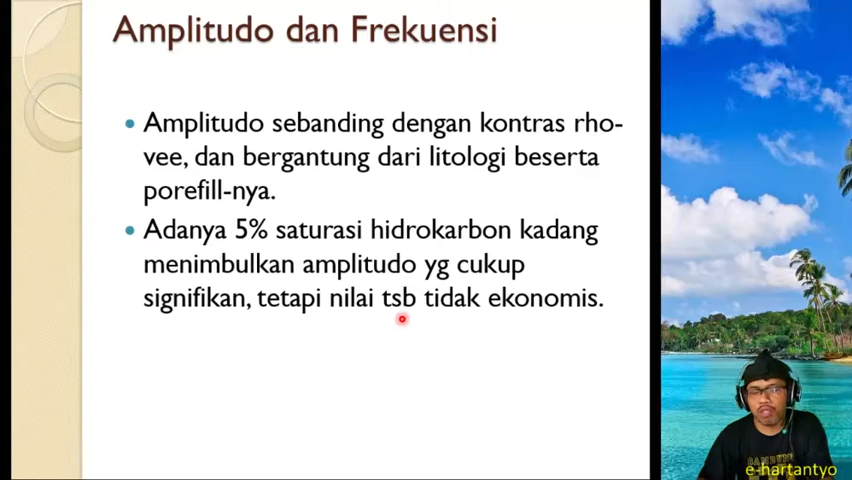 Amplitudo dan Frekuensi
Amplitudo sebanding dengan kontras rho-
vee, dan bergantung dari litologi beserta
porefill-nya.
Adanya 5% saturasi hidrokarbon kadang
menimbulkan amplitudo yg cukup
signifikan, tetapi nilai tsb tidak ekonomis.
e-hartantyo